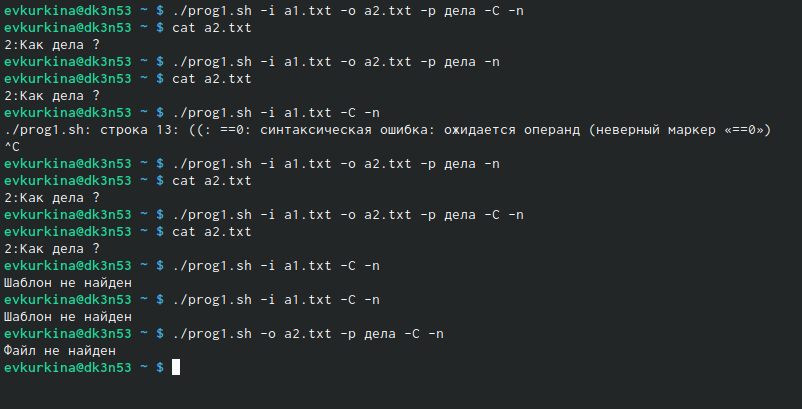 evkurkina@dk3n53 ~ $ ./prog1.sh -i a1.txt -o a2.txt -p дела -C -n
evkurkina@dk3n53 ~ $ cat a2.txt
2:Как дела ?
evkurkina@dk3n53 ~ $ ./prog1.sh -i a1.txt -o a2.txt -p дела -n
evkurkina@dk3n53 ~ $ cat a2.txt
2:Как дела ?
evkurkina@dk3n53 ~ $ ./prog1.sh -i a1.txt -C -n
./prog1.sh: строка 13: ((: ==0: синтаксическая ошибка: ожидается операнд (неверный маркер «==0»)
^C
evkurkina@dk3n53 ~ $ ./prog1.sh -i a1.txt -o a2.txt -p дела -n
evkurkina@dk3n53 ~ $ cat a2.txt
2:Как дела ?
evkurkina@dk3n53 ~ $ ./prog1.sh -i a1.txt -o a2.txt -p дела -C -n
evkurkina@dk3n53 ~ $ cat a2.txt
2:Как дела ?
evkurkina@dk3n53 ~ $ ./prog1.sh -i a1.txt -C -n
Шаблон не найден
evkurkina@dk3n53 ~ $ ./prog1.sh -i a1.txt -C -n
Шаблон не найден
evkurkina@dk3n53 ~ $ ./prog1.sh -o a2.txt -p дела -C -n
Файл не найден
evkurkina@dk3n53 ~ $